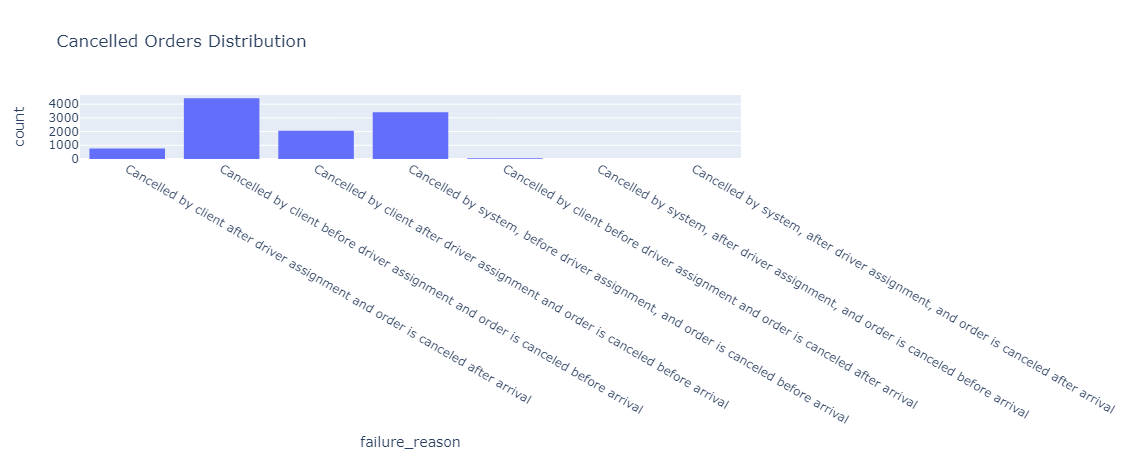 Cancelled Orders Distribution
count
4000
3000
2000
1000
0
Cancelled by client after driver assignment and order is canceled after arrival
Cancelled by client before driver assignment and order is canceled before arrival
Cancelled by client after driver assignment and order is canceled before arrival
Cancelled by system, before driver assignment, and order is canceled before arrival
Cancelled by client before driver assignment and order is canceled after arrival
Cancelled by system, after driver assignment, and order is canceled before arrival
Cancelled by system, after driver assignment, and order is canceled after arrival
failure_reason